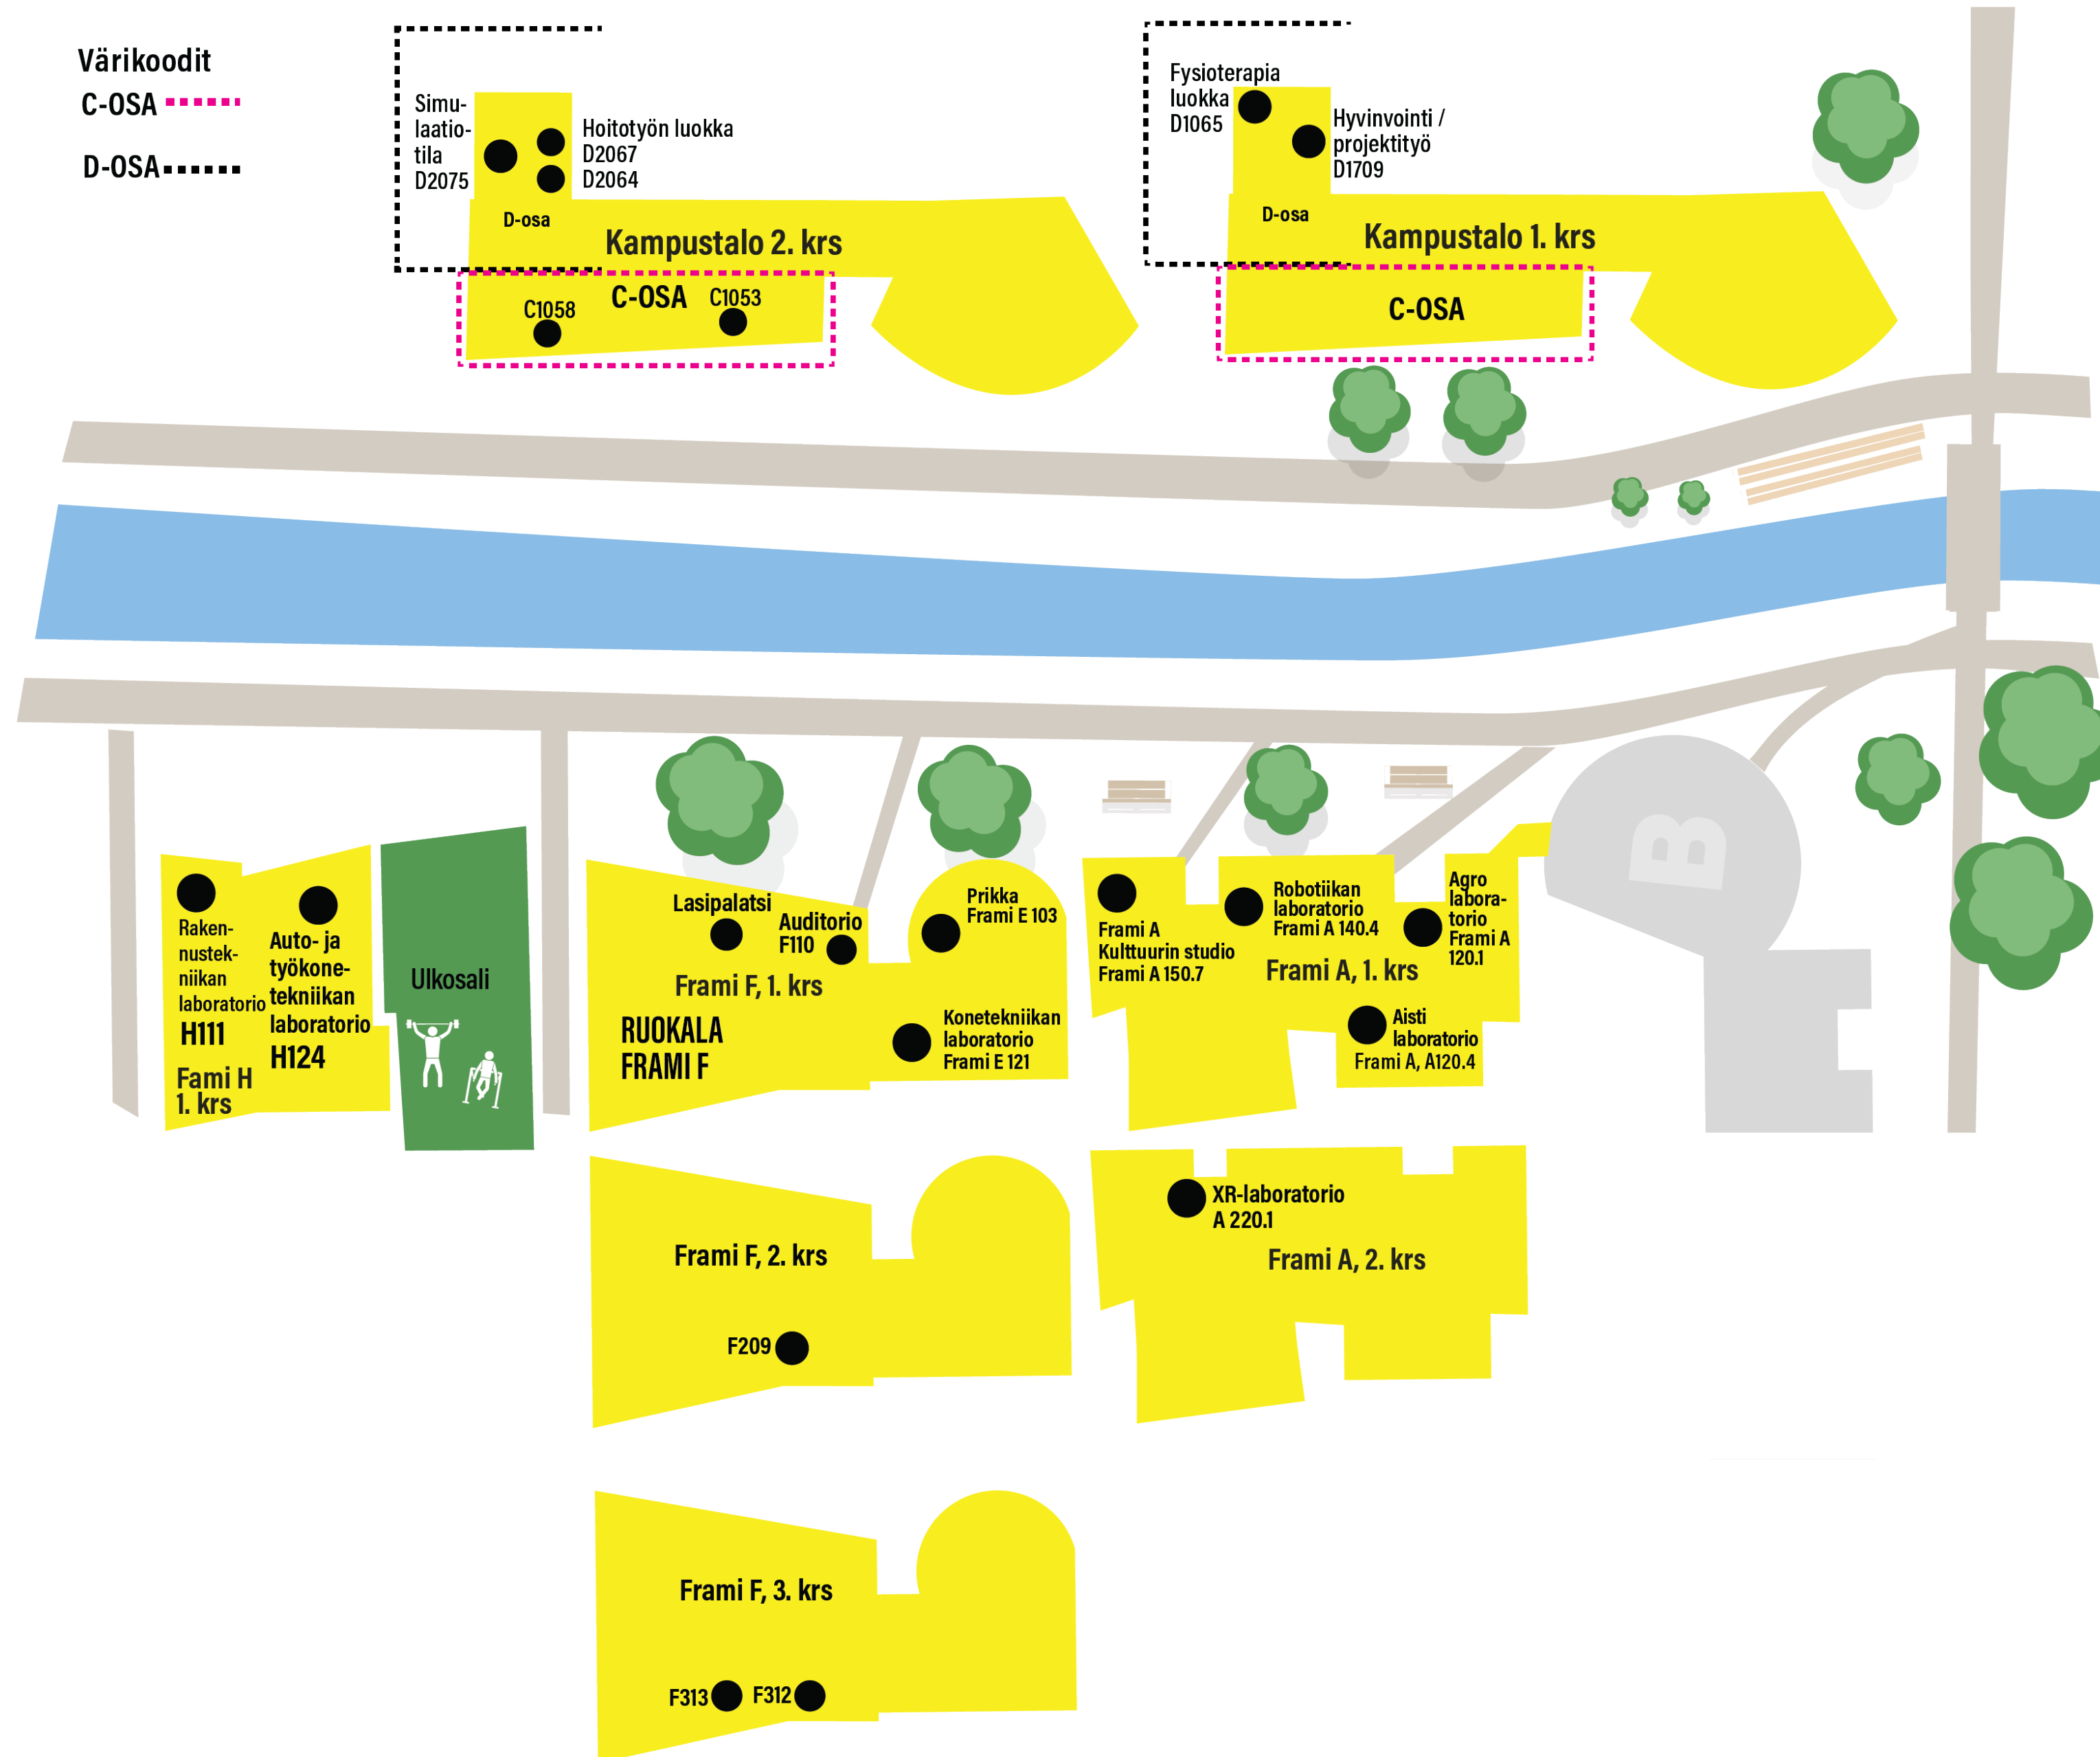 Värikoodit
C-OSA
D-OSA
Simu-
laatio-
tila
D2075
Hoitotyön luokka
D2067
D2064
D-osa
Kampustalo 2. krs
C-OSA
C1058
C1053
Fysioterapia
luokka
D1065
Hyvinvointi /
projektityö
D1709
D-osa
Kampustalo 1. krs
C-OSA
B
Raken-
nustek-
niikan
laboratorio
H111
Fami H
1. krs
Auto- ja
työkone-
tekniikan
laboratorio
H124
Ulkosali
Lasipalatsi
Auditorio
F110
Frami F, 1. krs
RUOKALA
FRAMI F
Prikka
Frami E 103
Konetekniikan
laboratorio
Frami E 121
Frami A
Kulttuurin studio
Frami A 150.7
Robotiikan
laboratorio
Frami A 140.4
Frami A, 1. krs
Agro
labora-
torio
Frami A
120.1
Aisti
laboratorio
Frami A, A120.4
Frami F, 2. krs
F209
XR-laboratorio
A 220.1
Frami A, 2. krs
Frami F, 3. krs
F313
F312